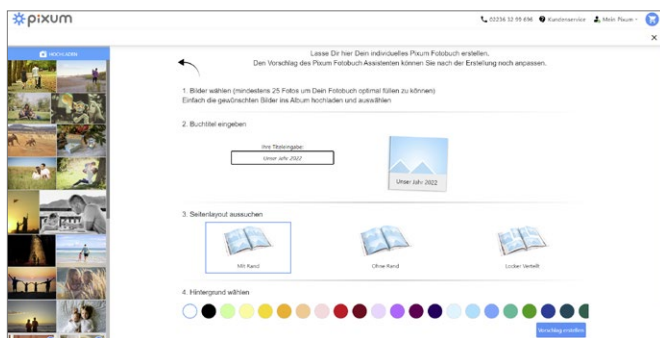 pixum
02236 32 99 696 Kundenservice Mein Pixum
HOCHLADEN
Lasse Dir hier Dein individuelles Pixum Fotobuch erstellen.
Den Vorschlag des Pixum Fotobuch Assistenten können Sie nach der Erstellung noch anpassen.
1. Bilder wählen (mindestens 25 Fotos um Dein Fotobuch optimal füllen zu können)
Einfach die gewünschten Bilder ins Album hochladen und auswählen
2. Buchtitel eingeben
Ihre Titeleingabe:
Unser Jahr 2022
Unser Jahr 2022
3. Seitenlayout aussuchen
Mit Rand
Ohne Rand
Locker Verteilt
4. Hintergrund wählen
Vorschlag erstellen